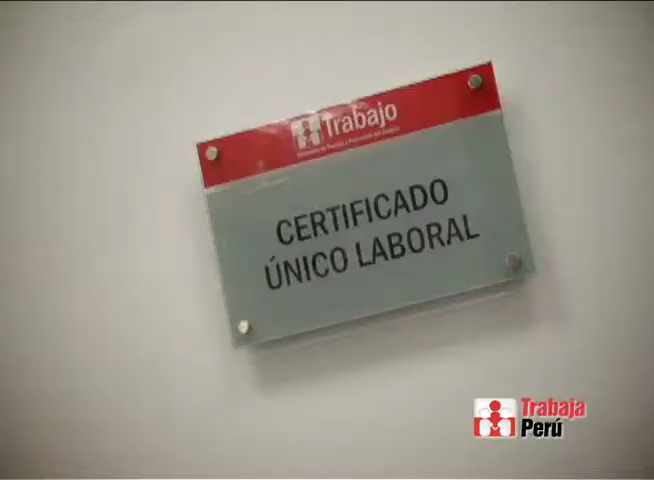 Trabajo
CERTIFICADO
ÚNICO LABORAL
Trabaja
Perú